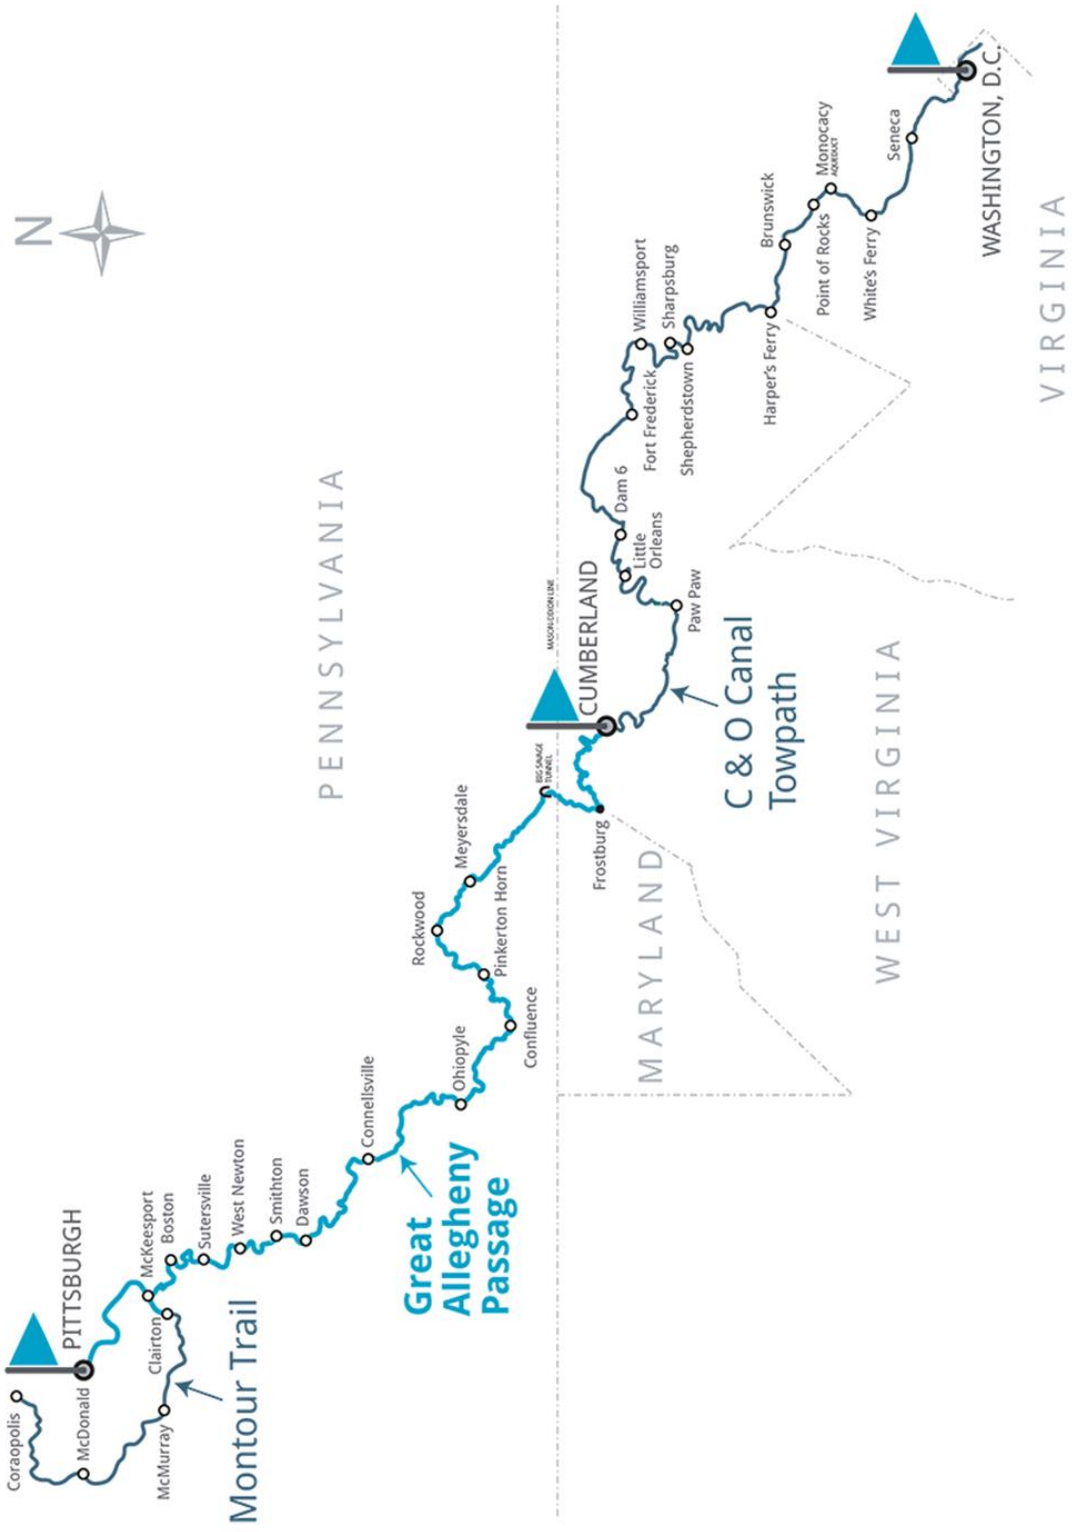 N
Coraopolis
PITTSBURGH
McDonald
McKeesport
Boston
Clairton
McMurray
Sutersville
West Newton
Smithton
Dawson
Montour Trail
Connellsville
Great
Allegheny
Passage
PENNSYLVANIA
Ohiopyle
Confluence
Rockwood
Pinkerton Horn
Meyersdale
BIG SAVAGE
TUNNEL
MASON-DIXON LINE
Frostburg
CUMBERLAND
MARYLAND
C & O Canal
Towpath
Paw Paw
Little
Orleans
Dam 6
Fort Frederick
Williamsport
Sharpsburg
Shepherdstown
Harper's Ferry
Brunswick
Point of Rocks
Monocacy
AQUEDUCT
White's Ferry
Seneca
WASHINGTON, D.C.
WEST VIRGINIA
VIRGINIA